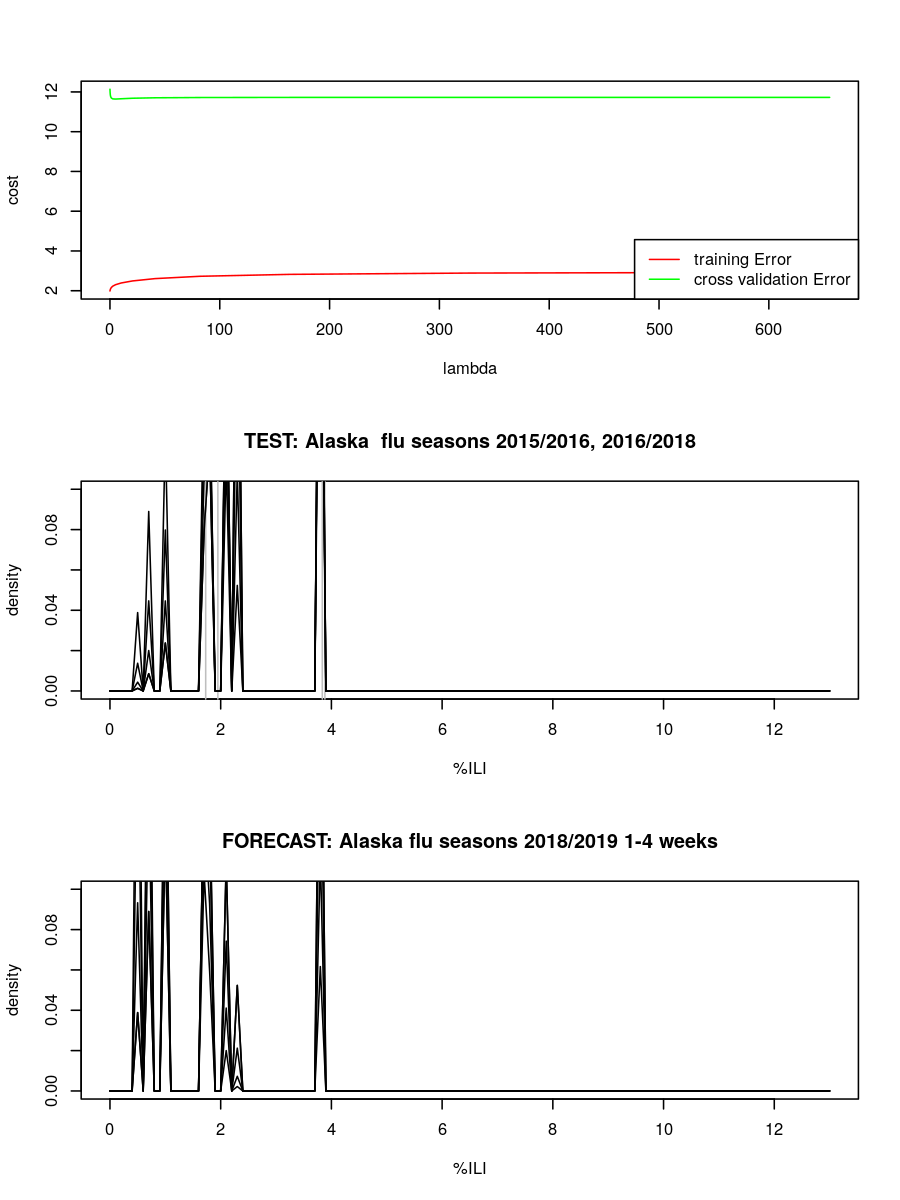 12
10
8
6
4
2
cost
training Error
cross validation Error
0 100 200 300 400 500 600
lambda
TEST: Alaska  flu seasons 2015/2016, 2016/2018
0.08
0.04
0.00
density
0 2 4 6 8 10 12
%ILI
FORECAST: Alaska flu seasons 2018/2019 1-4 weeks
0.08
0.04
0.00
density
0 2 4 6 8 10 12
%ILI